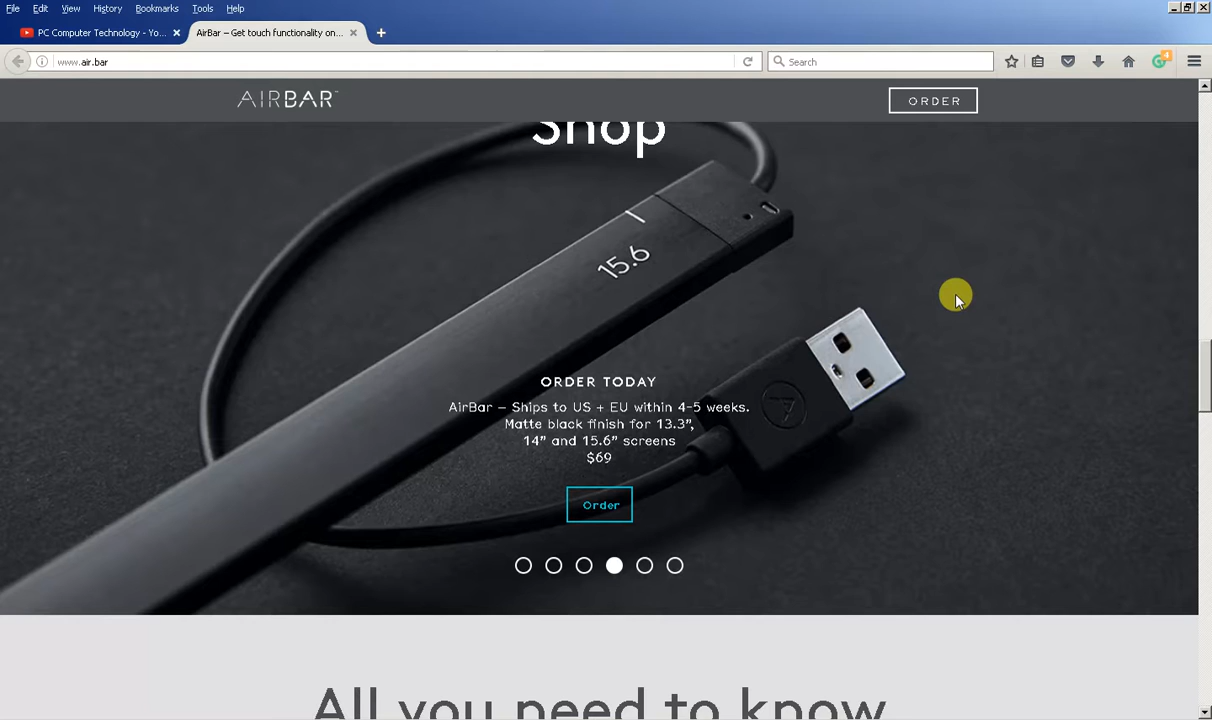 File Edit View History Bookmarks Tools Help
PC Computer Technology - Yo...
AirBar – Get touch functionality on...
www.air.bar
Search
4
AIRBAR™
ORDER
Shop
15.6
ORDER TODAY
AirBar – Ships to US + EU within 4-5 weeks.
Matte black finish for 13.3”,
14” and 15.6” screens
$69
Order
All you need to know